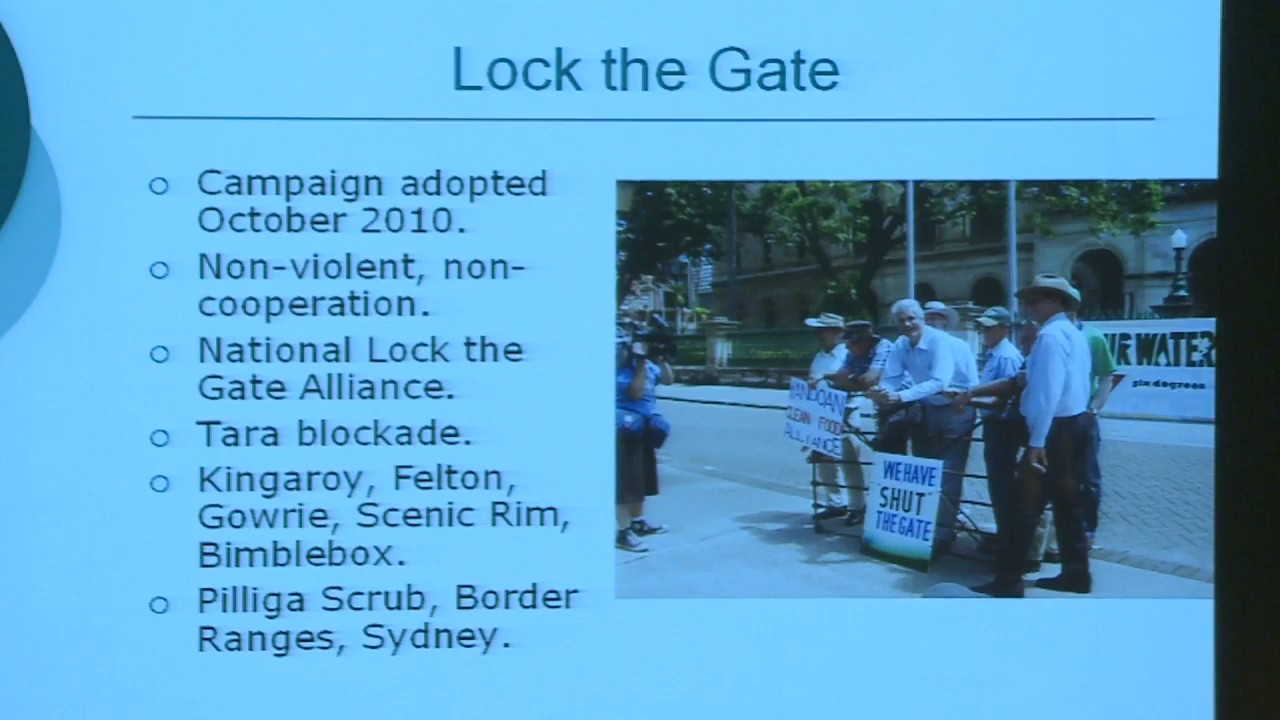 Lock the Gate
Campaign adopted
October 2010.
Non-violent, non-
cooperation.
National Lock the
Gate Alliance.
Tara blockade.
Kingaroy, Felton,
Gowrie, Scenic Rim,
Bimblebox.
Pilliga Scrub, Border
Ranges, Sydney.
WATER
six degrees
CLEAN FOOD
ALLIANCE
WE HAVE
SHUT
THE GATE